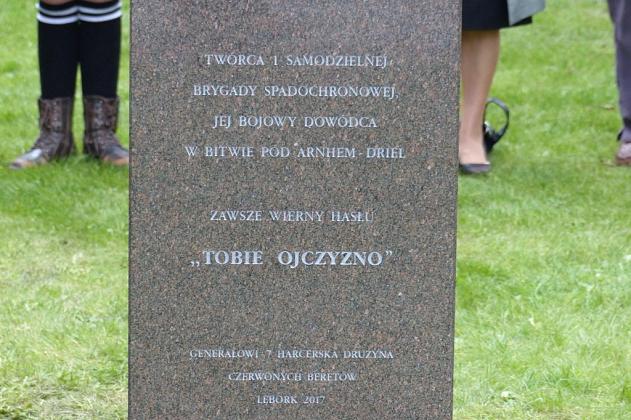 TWÓRCA 1 SAMODZIELNEJ
BRYGADY SPADOCHRONOWEJ,
JEJ BOJOWY DOWÓDCA
W BITWIE POD ARNHEM - DRIEL
ZAWSZE WIERNY HASŁU
„TOBIE OJCZYZNO”
GENERAŁOWI 7 HARCERSKA DRUŻYNA
CZERWONYCH BERETÓW
LĘBORK 2017